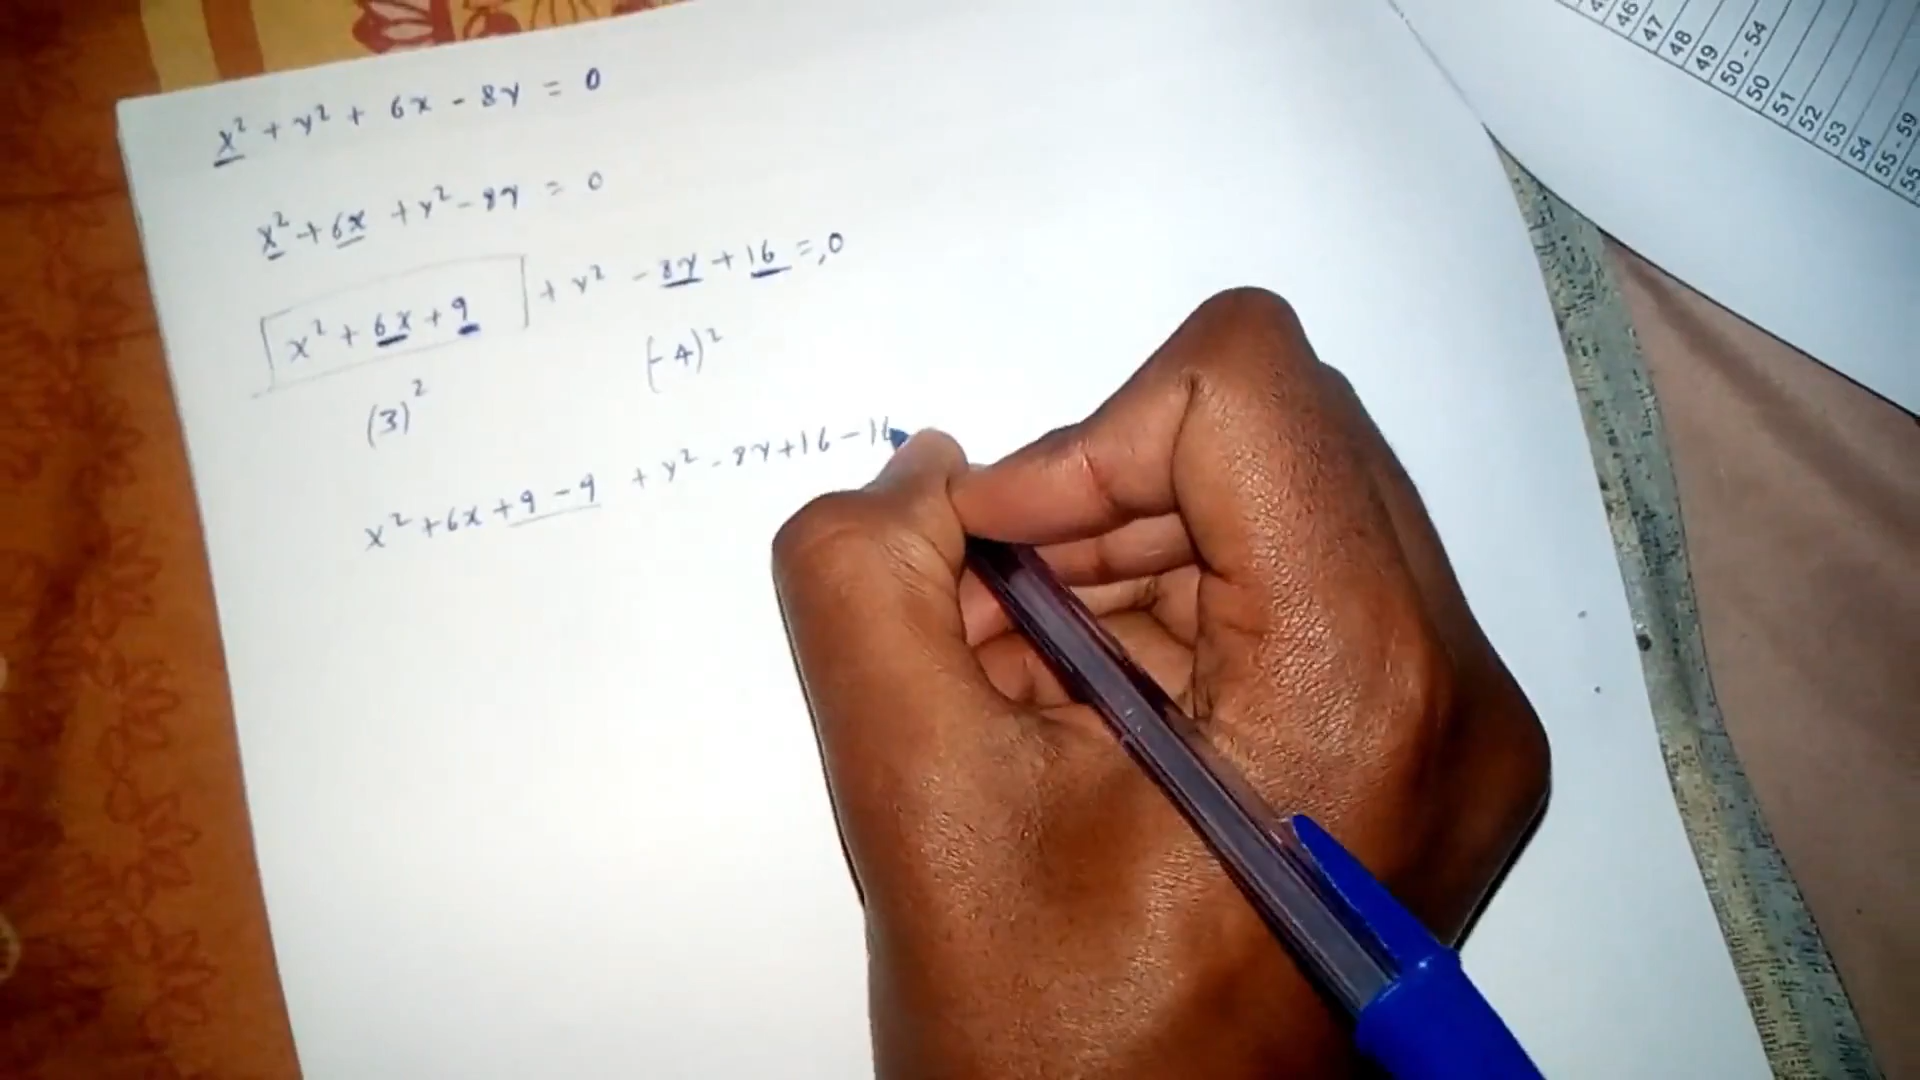 x² + y² + 6x - 8y = 0
x² + 6x + y² - 8y = 0
x² + 6x + 9 + y² - 8y + 16 = 0
(3)² (-4)²
x² + 6x + 9 - 9 + y² - 8y + 16 - 16
46
47
48
49
50 - 54
50
51
52
53
54
55 - 59
55